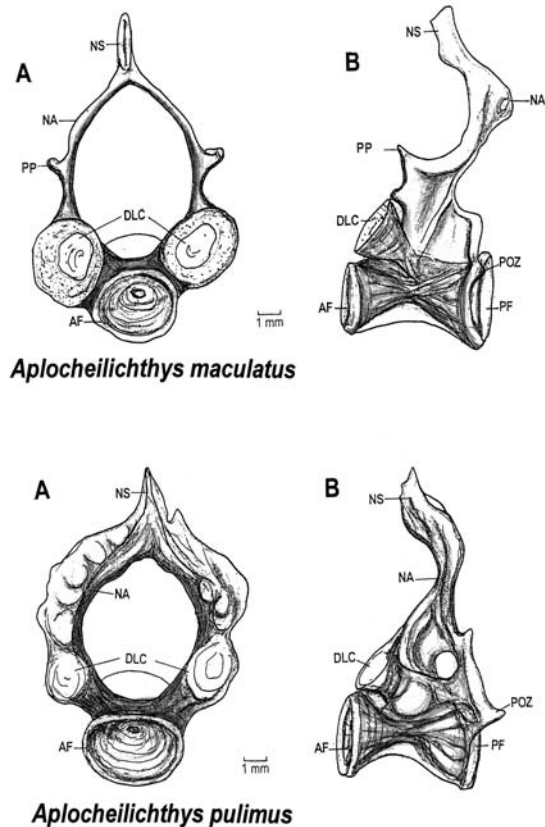 A
NS
NA
PP
DLC
AF
1 mm
B
NS
NA
PP
DLC
POZ
AF
PF
Aplocheilichthys maculatus
A
NS
NA
DLC
AF
1 mm
B
NS
NA
DLC
POZ
AF
PF
Aplocheilichthys pulimus